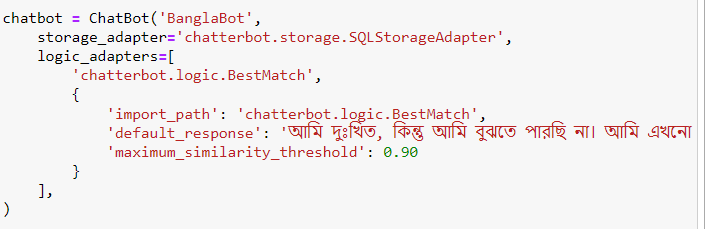 chatbot = ChatBot('BanglaBot',
    storage_adapter='chatterbot.storage.SQLStorageAdapter',
    logic_adapters=[
        'chatterbot.logic.BestMatch',
        {
            'import_path': 'chatterbot.logic.BestMatch',
            'default_response': 'আমি দুঃখিত, কিন্তু আমি বুঝতে পারছি না। আমি এখনো
            'maximum_similarity_threshold': 0.90
        }
    ],
)